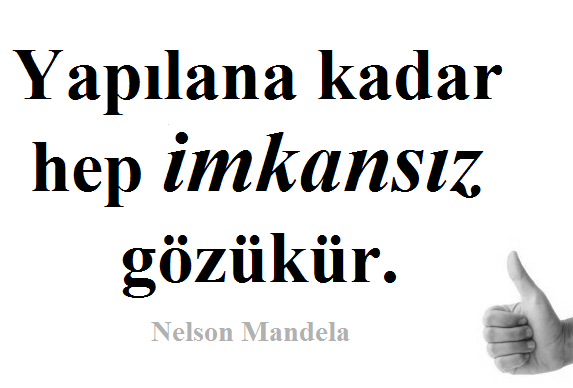 Yapılana kadar
hep imkansız
gözükür.
Nelson Mandela